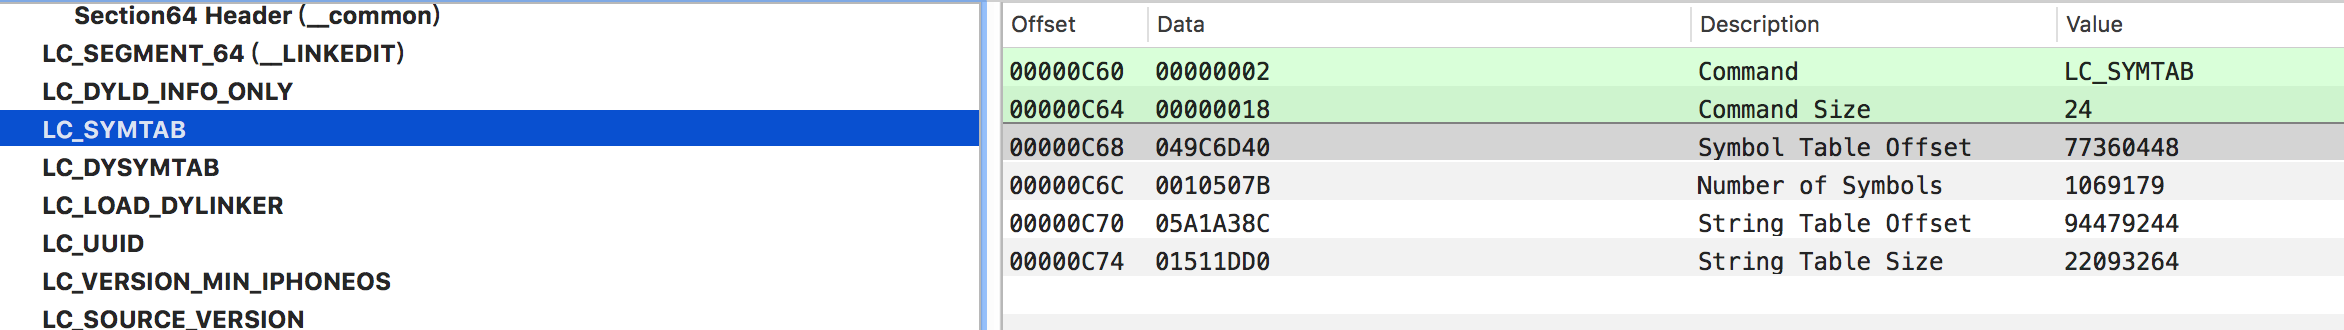 Section64 Header (__common)
LC_SEGMENT_64 (__LINKEDIT)
LC_DYLD_INFO_ONLY
LC_SYMTAB
LC_DYSYMTAB
LC_LOAD_DYLINKER
LC_UUID
LC_VERSION_MIN_IPHONEOS
LC_SOURCE_VERSION
Offset Data Description Value
00000C60 00000002 Command LC_SYMTAB
00000C64 00000018 Command Size 24
00000C68 049C6D40 Symbol Table Offset 77360448
00000C6C 0010507B Number of Symbols 1069179
00000C70 05A1A38C String Table Offset 94479244
00000C74 01511DD0 String Table Size 22093264